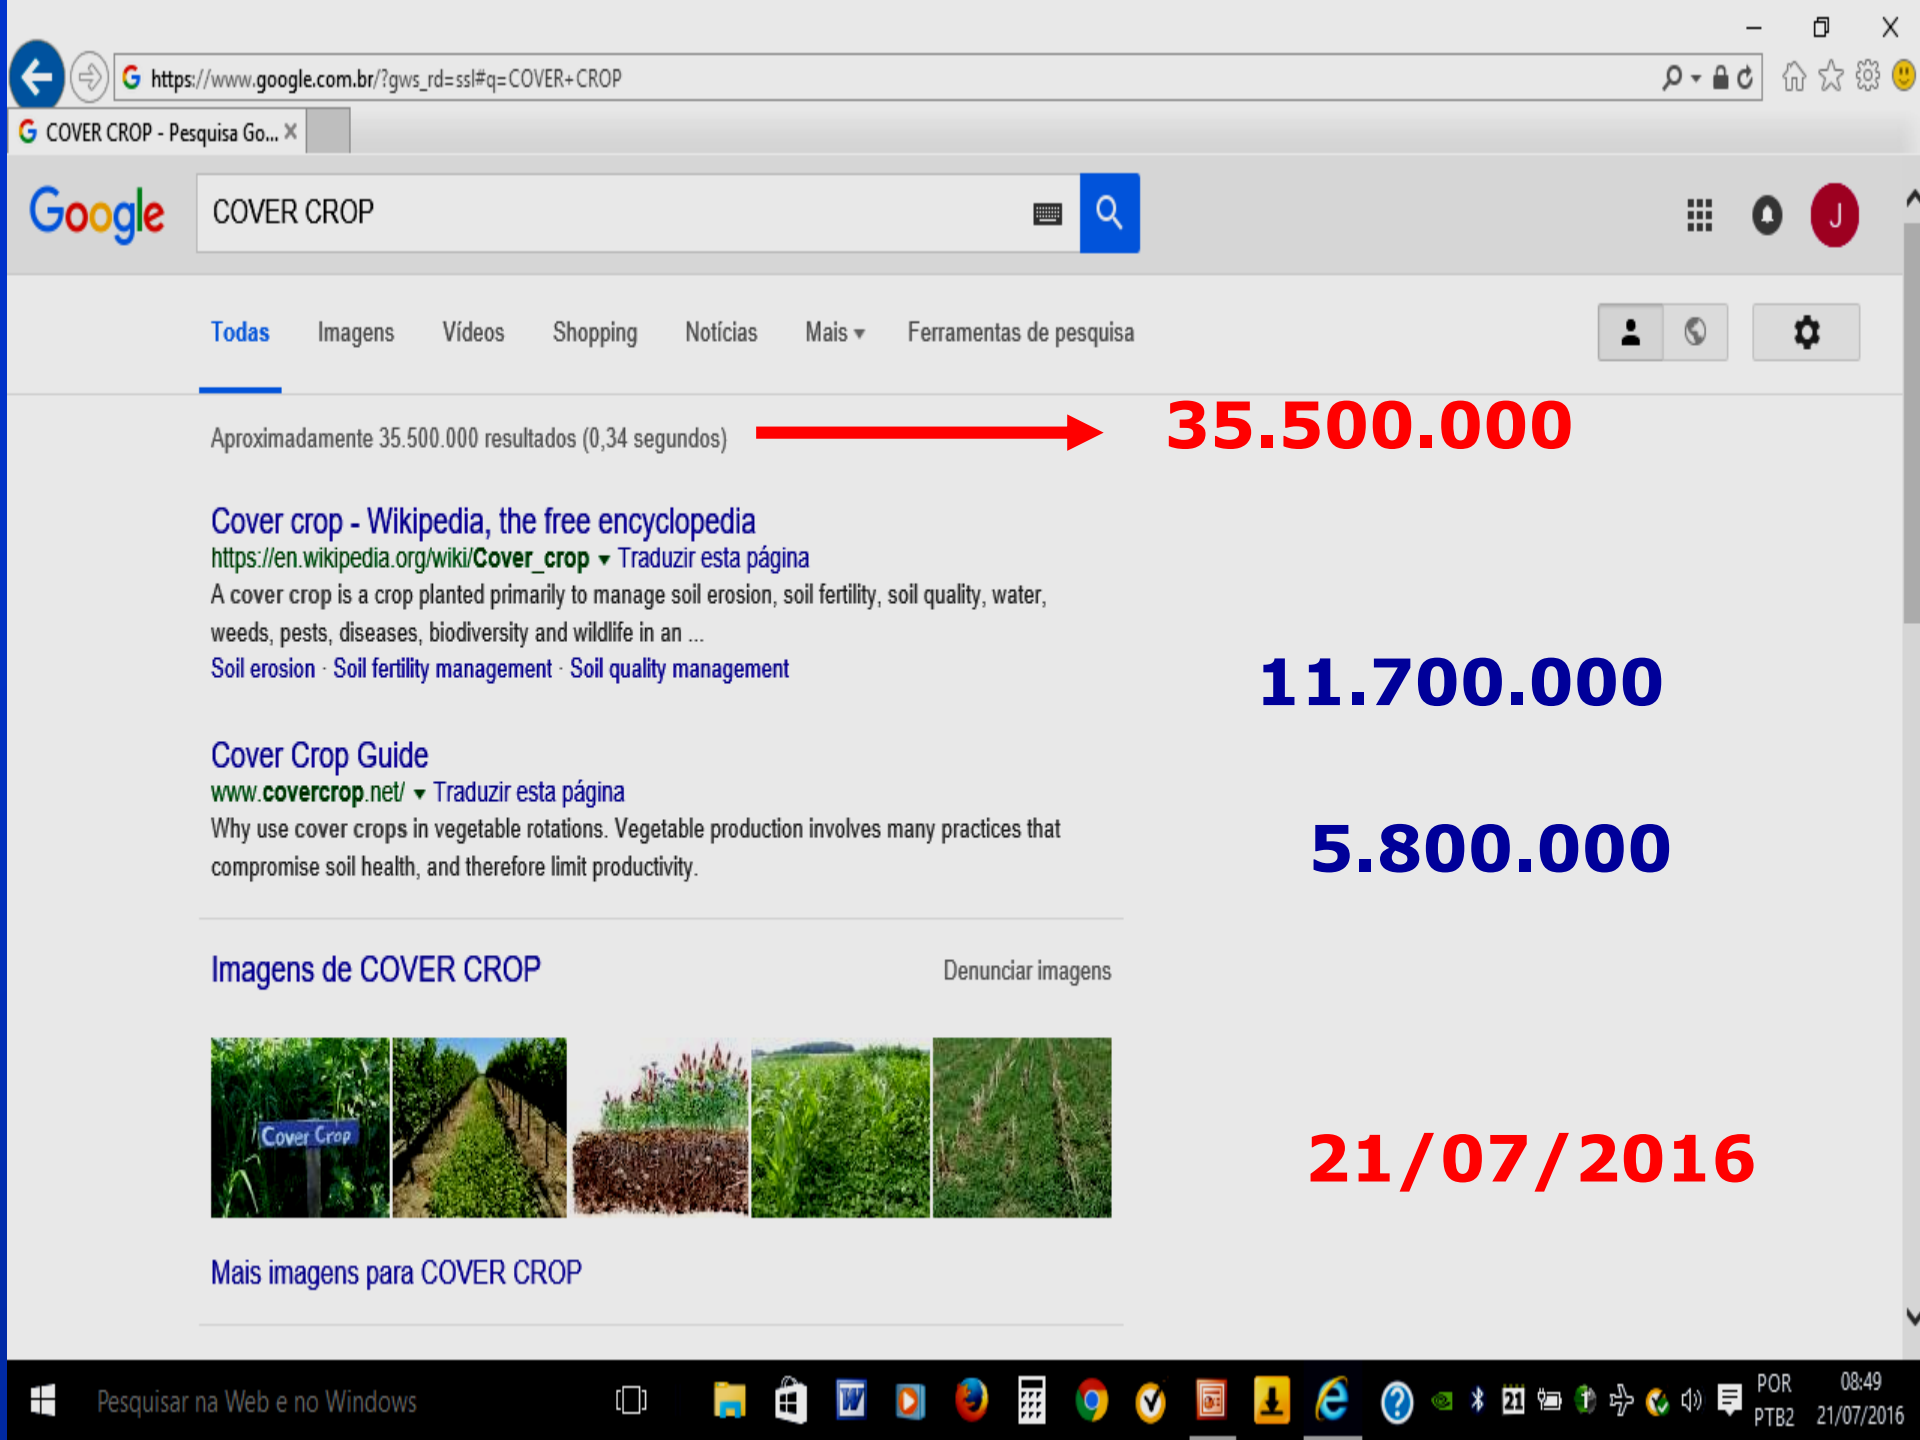 https://www.google.com.br/?gws_rd=ssl#q=COVER+CROP
COVER CROP - Pesquisa Go...
Google
COVER CROP
J
Todas Imagens Vídeos Shopping Notícias Mais Ferramentas de pesquisa
Aproximadamente 35.500.000 resultados (0,34 segundos)
35.500.000
Cover crop - Wikipedia, the free encyclopedia
https://en.wikipedia.org/wiki/Cover_crop Traduzir esta página
A cover crop is a crop planted primarily to manage soil erosion, soil fertility, soil quality, water,
weeds, pests, diseases, biodiversity and wildlife in an ...
Soil erosion · Soil fertility management · Soil quality management
11.700.000
Cover Crop Guide
www.covercrop.net/ Traduzir esta página
Why use cover crops in vegetable rotations. Vegetable production involves many practices that
compromise soil health, and therefore limit productivity.
5.800.000
Imagens de COVER CROP
Denunciar imagens
Cover Crop
21/07/2016
Mais imagens para COVER CROP
Pesquisar na Web e no Windows
21
POR
PTB2
08:49
21/07/2016